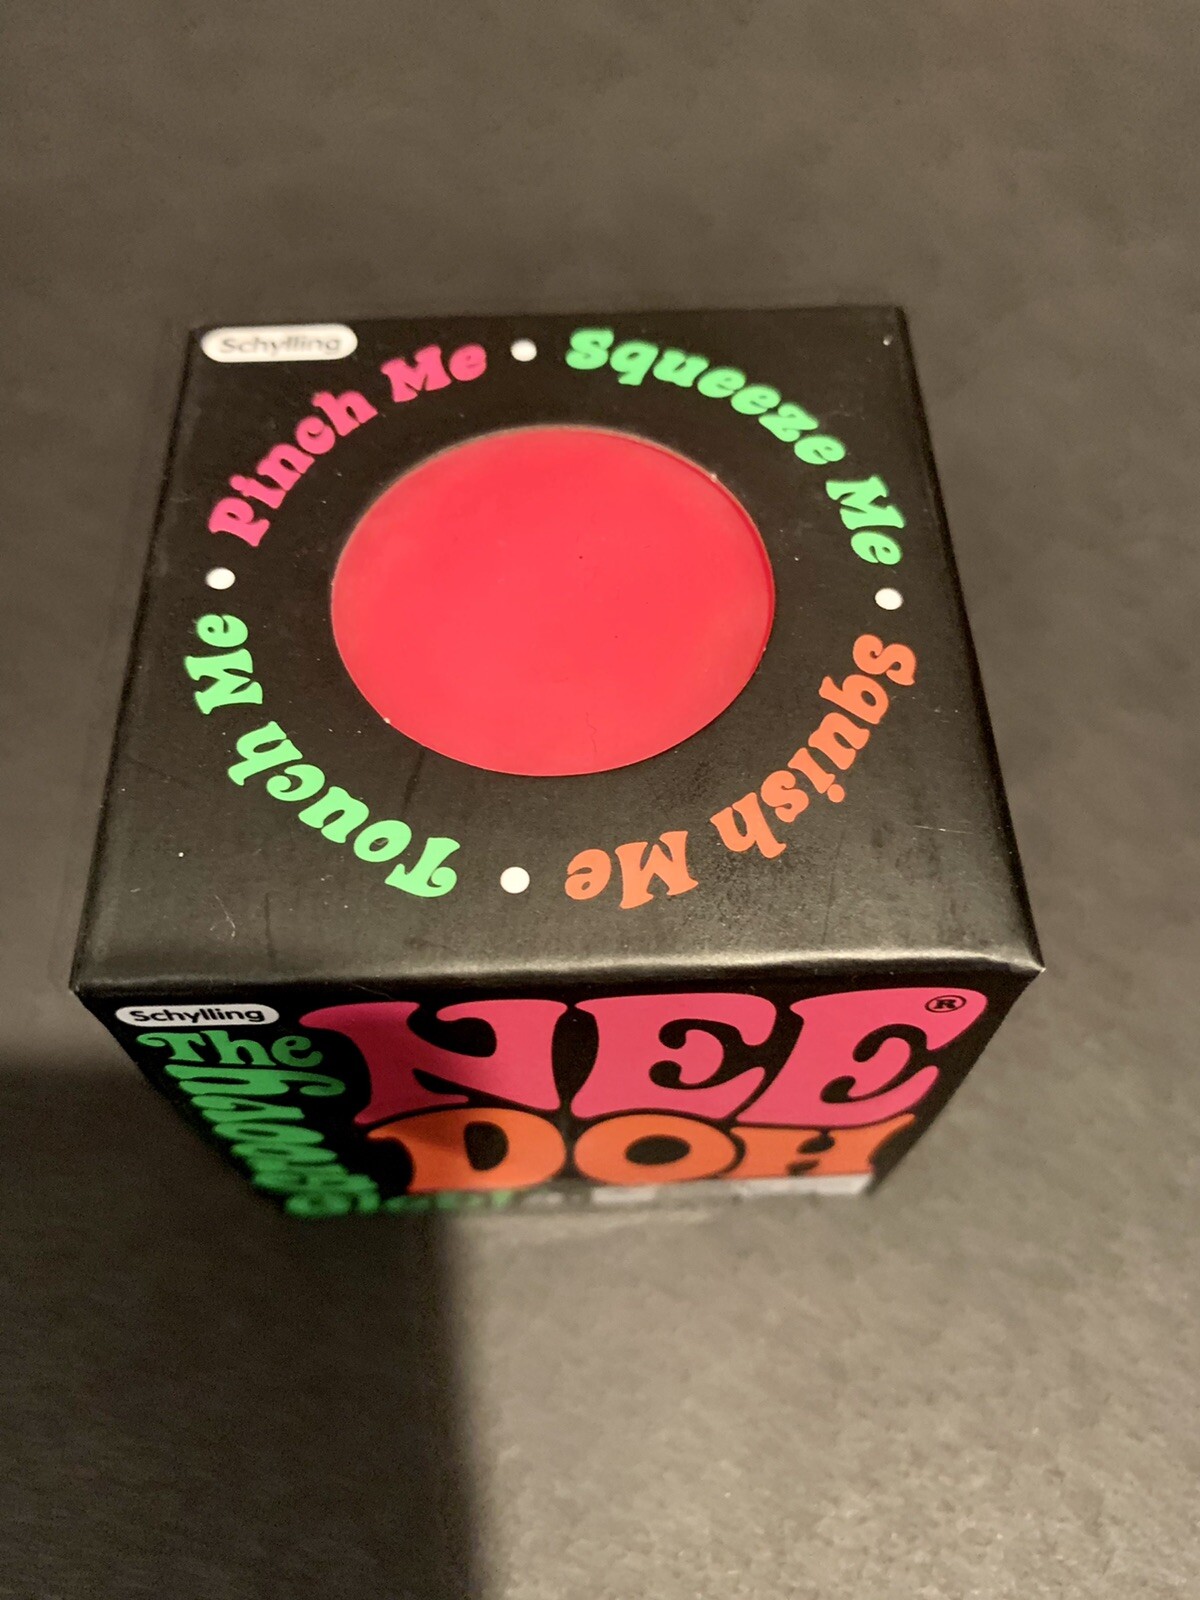 Schylling
Pinch Me • Squeeze Me • Squish Me • Touch Me •
Schylling
NEE®
DOH
The